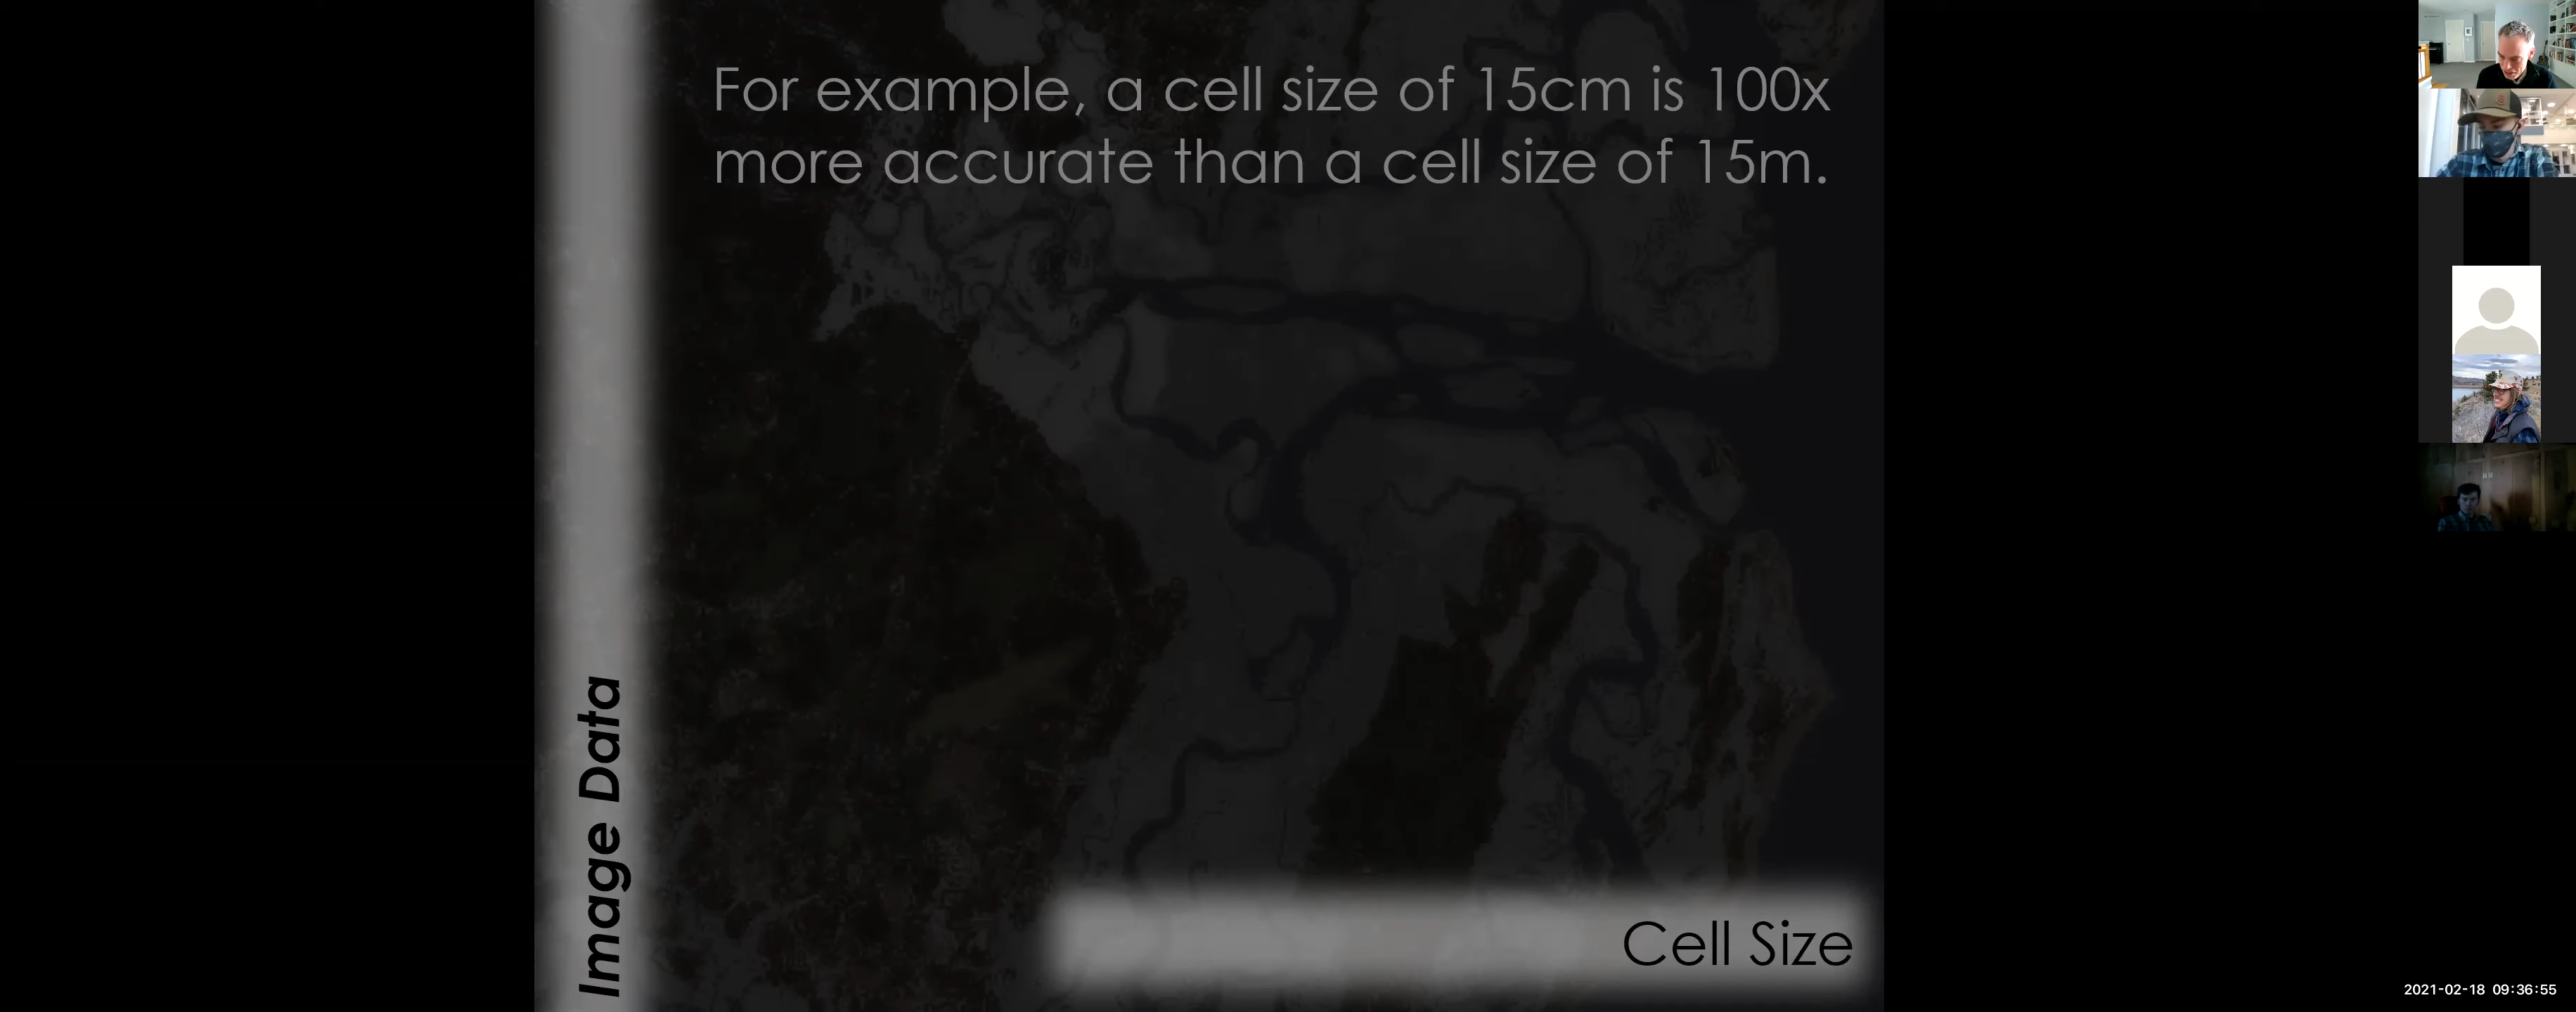 For example, a cell size of 15cm is 100x
more accurate than a cell size of 15m.
Image Data
Cell Size
2021-02-18 09:36:55